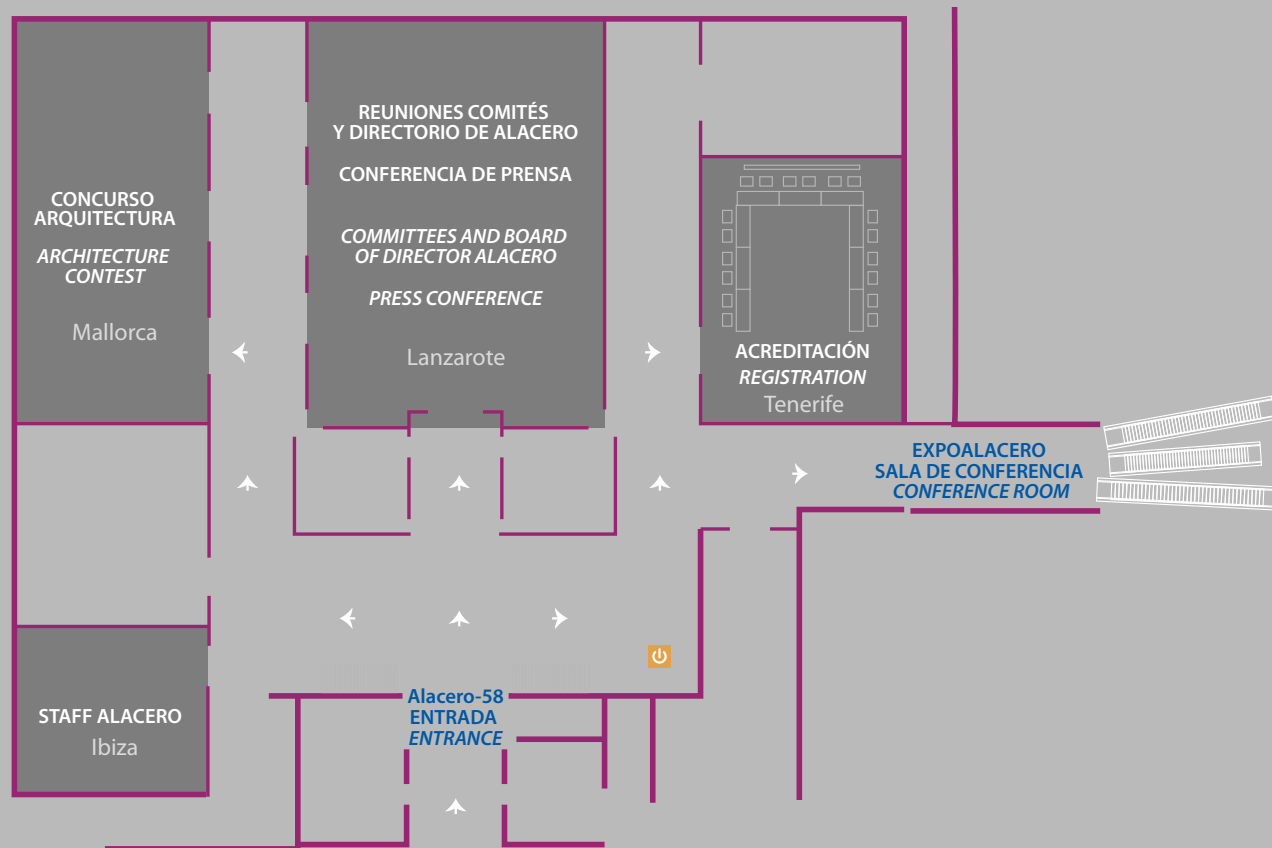 CONCURSO
ARQUITECTURA
ARCHITECTURE
CONTEST
Mallorca
REUNIONES COMITÉS
Y DIRECTORIO DE ALACERO
CONFERENCIA DE PRENSA
COMMITTEES AND BOARD
OF DIRECTOR ALACERO
PRESS CONFERENCE
Lanzarote
ACREDITACIÓN
REGISTRATION
Tenerife
EXPOALACERO
SALA DE CONFERENCIA
CONFERENCE ROOM
STAFF ALACERO
Ibiza
Alacero-58
ENTRADA
ENTRANCE